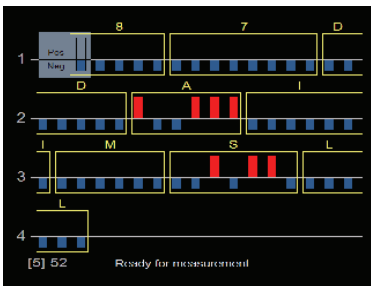 8 7 D
Pos
1
Neg
D A I
2
I M S L
3
L
4
[5] 52 Ready for measurement